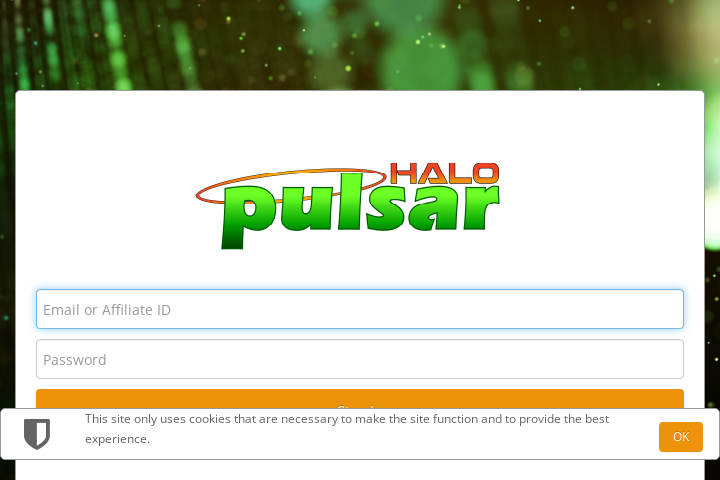 HALO
pulsar
Email or Affiliate ID
Password
This site only uses cookies that are necessary to make the site function and to provide the best
experience.
OK